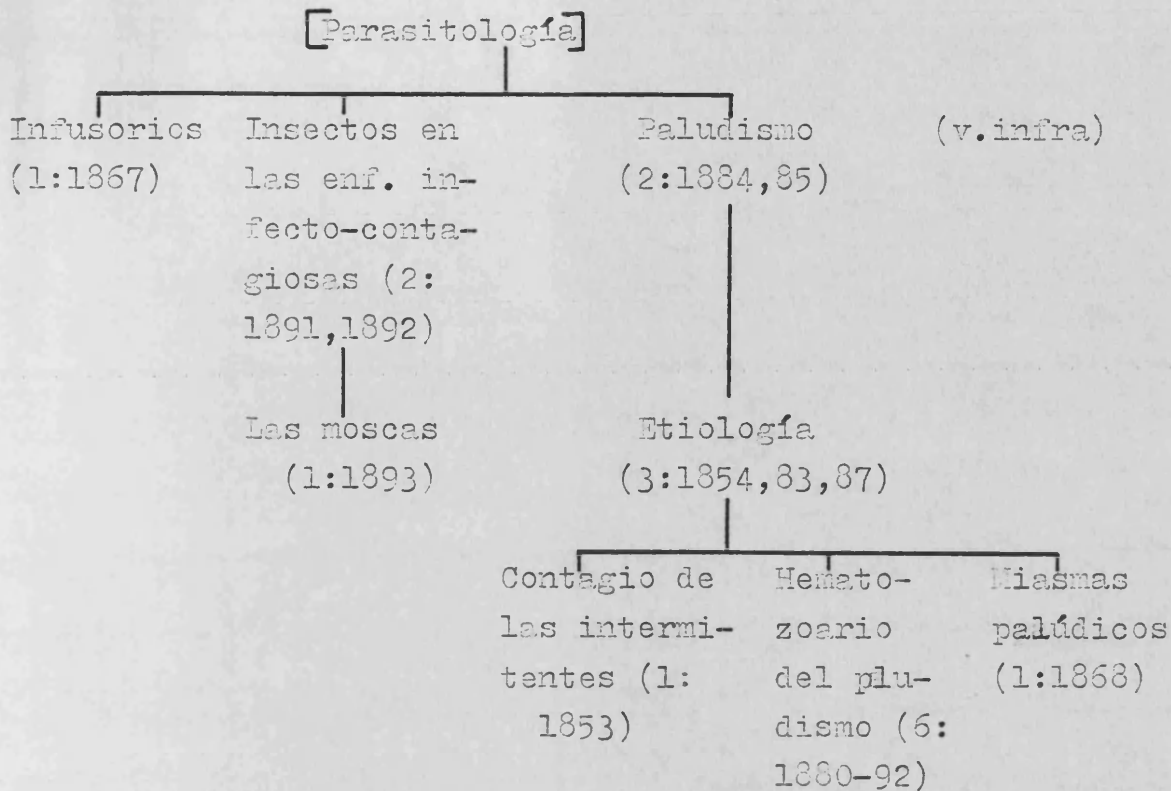 [Parasitología]
Infusorios
(1:1867)
Insectos en
las enf. in-
fecto-conta-
giosas (2:
1891,1892)
Las moscas
(1:1893)
Paludismo
(2:1884,85)
(v.infra)
Etiología
(3:1854,83,87)
Contagio de
las intermi-
tentes (1:
1853)
Hemato-
zoario
del plu-
dismo (6:
1880-92)
Miasmas
palúdicos
(1:1868)